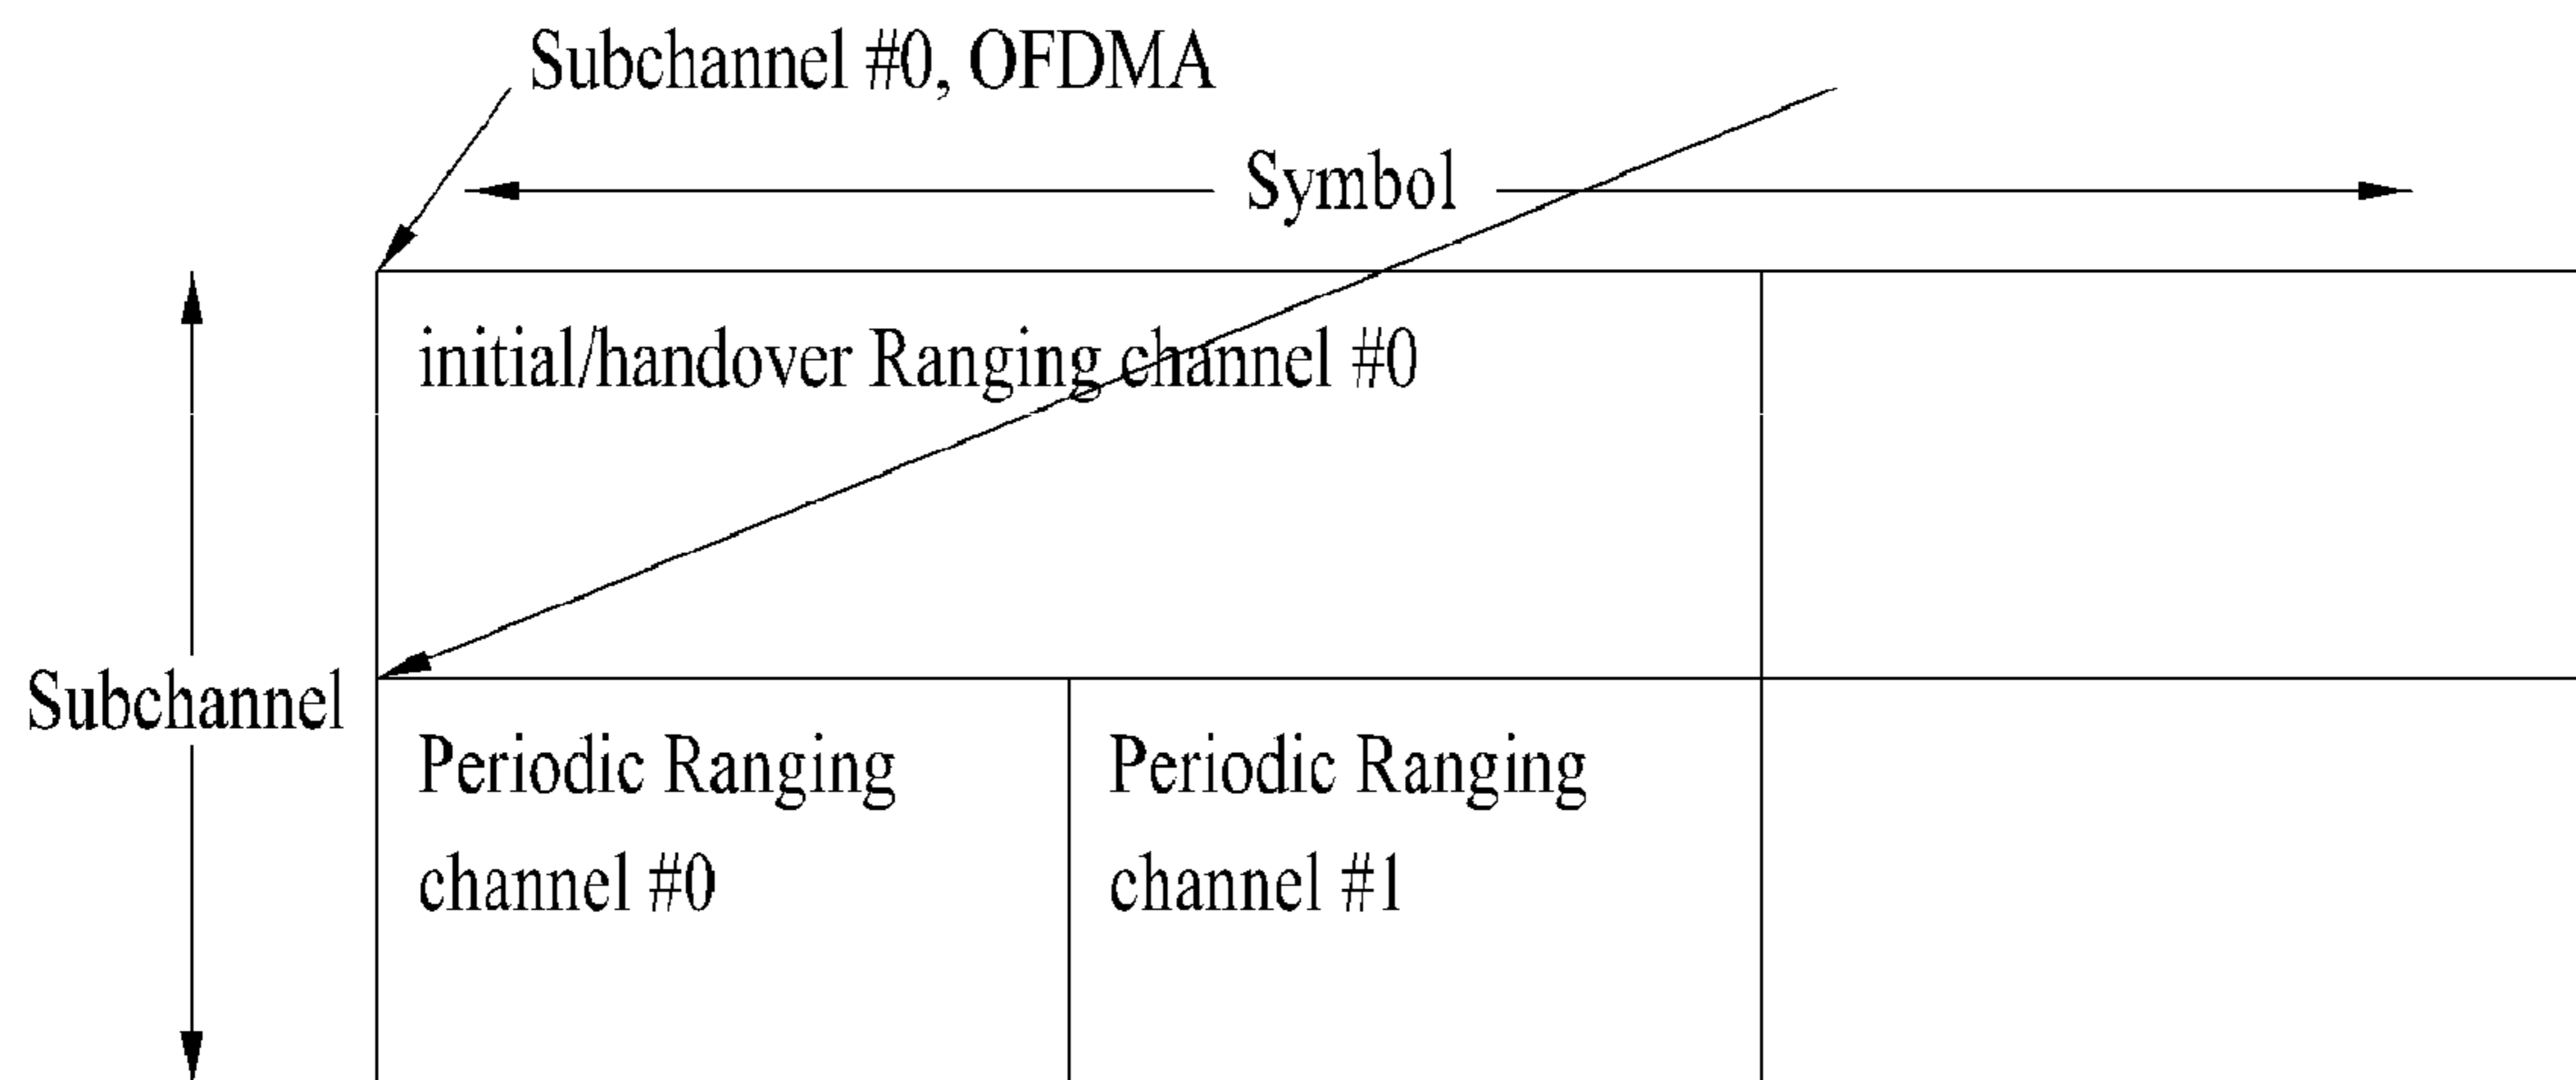 Subchannel #0, OFDMA
Symbol
initial/handover Ranging channel #0
Subchannel
Periodic Ranging
channel #0
Periodic Ranging
channel #1